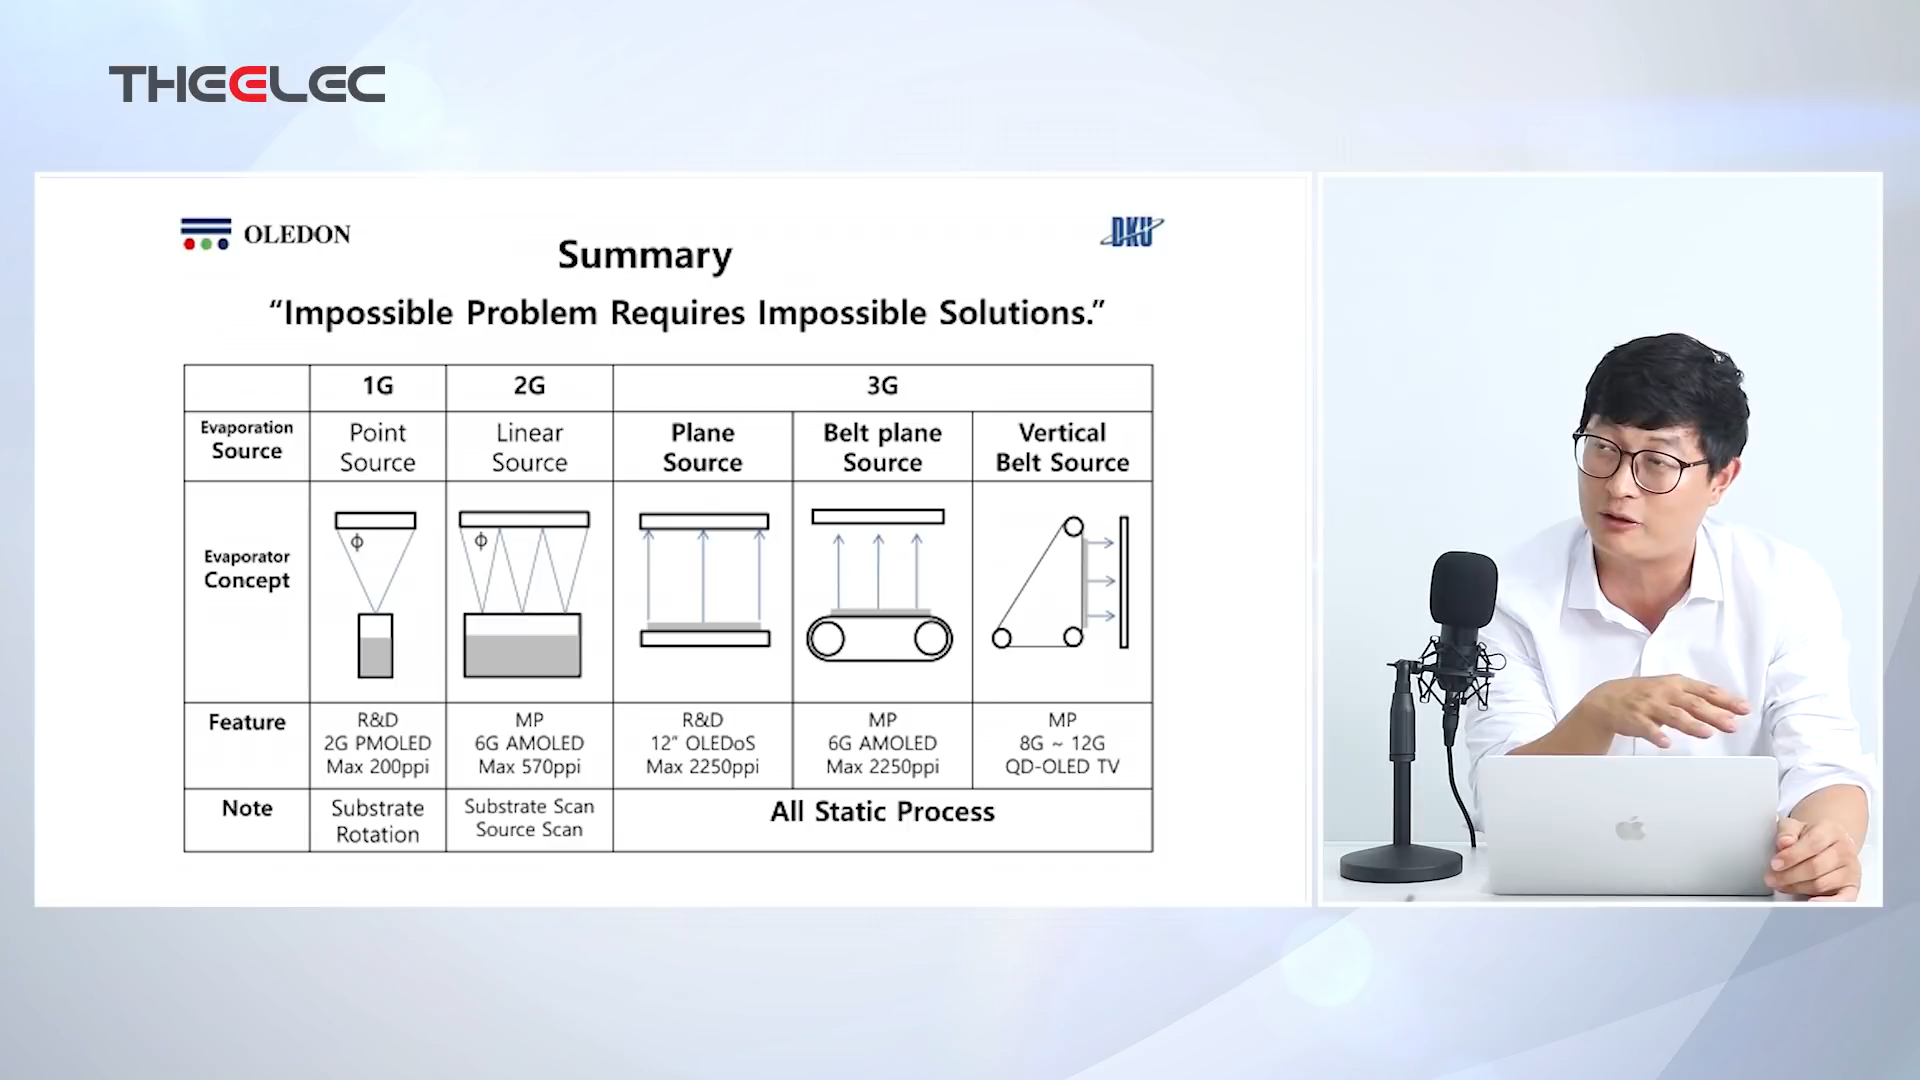 THEELEC
OLEDON
DKU
Summary
“Impossible Problem Requires Impossible Solutions.”
1G
2G
3G
Evaporation
Source
Point
Source
Linear
Source
Plane
Source
Belt plane
Source
Vertical
Belt Source
Evaporator
Concept
Φ
Φ
Feature
R&D
2G PMOLED
Max 200ppi
MP
6G AMOLED
Max 570ppi
R&D
12” OLEDoS
Max 2250ppi
MP
6G AMOLED
Max 2250ppi
MP
8G ~ 12G
QD-OLED TV
Note
Substrate
Rotation
Substrate Scan
Source Scan
All Static Process